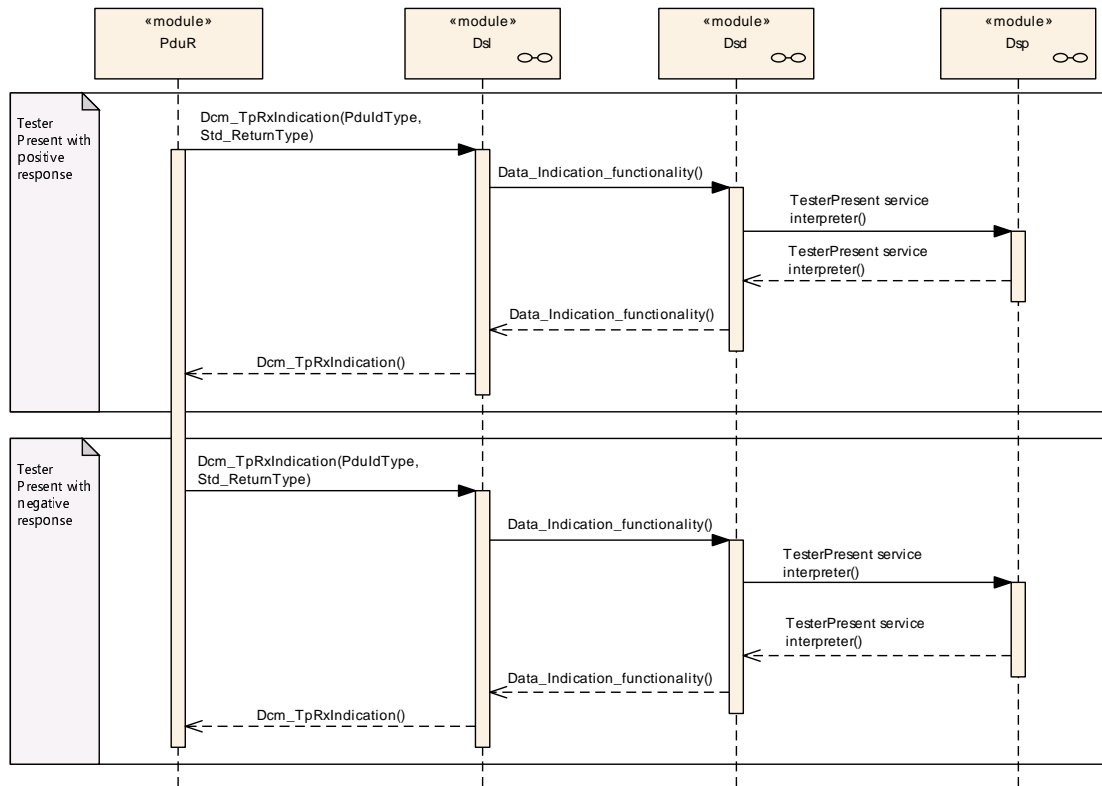 «module»
PduR
«module»
Dsl
«module»
Dsd
«module»
Dsp
Tester
Present with
positive
response
Dcm_TpRxIndication(PduIdType,
Std_ReturnType)
Data_Indication_functionality()
TesterPresent service
interpreter()
TesterPresent service
interpreter()
Data_Indication_functionality()
Dcm_TpRxIndication()
Tester
Present with
negative
response
Dcm_TpRxIndication(PduIdType,
Std_ReturnType)
Data_Indication_functionality()
TesterPresent service
interpreter()
TesterPresent service
interpreter()
Data_Indication_functionality()
Dcm_TpRxIndication()